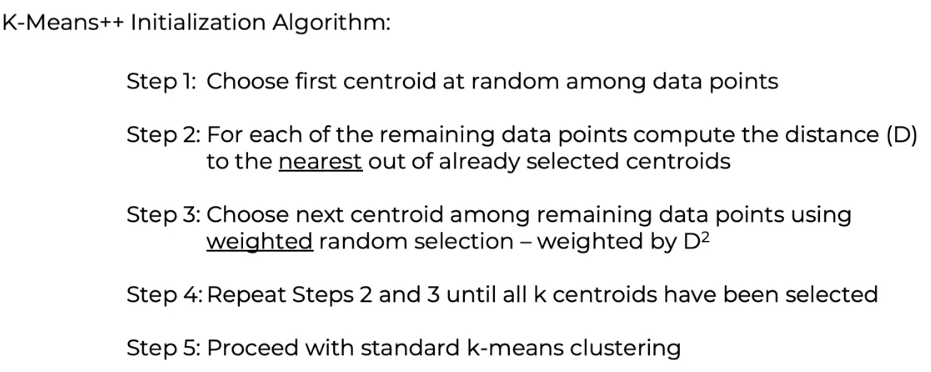 K-Means++ Initialization Algorithm:
Step 1: Choose first centroid at random among data points
Step 2: For each of the remaining data points compute the distance (D)
to the nearest out of already selected centroids
Step 3: Choose next centroid among remaining data points using
weighted random selection – weighted by D²
Step 4: Repeat Steps 2 and 3 until all k centroids have been selected
Step 5: Proceed with standard k-means clustering